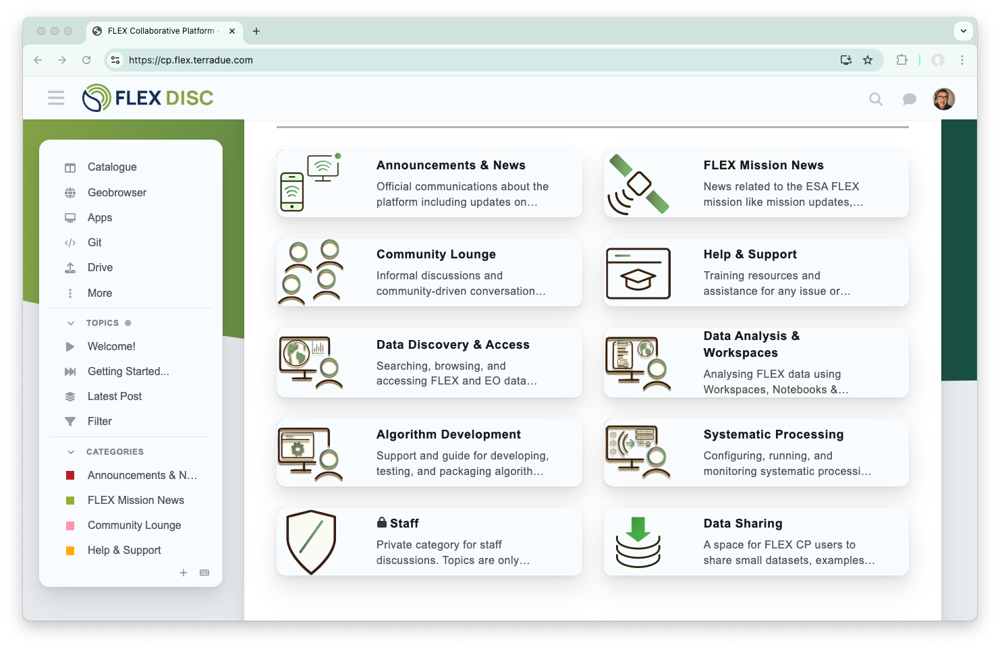 FLEX Collaborative Platform -
https://cp.flex.terradue.com
FLEX DISC
Catalogue
Geobrowser
Apps
Git
Drive
More
TOPICS
Welcome!
Getting Started...
Latest Post
Filter
CATEGORIES
Announcements & N...
FLEX Mission News
Community Lounge
Help & Support
Announcements & News
Official communications about the
platform including updates on...
FLEX Mission News
News related to the ESA FLEX
mission like mission updates,...
Community Lounge
Informal discussions and
community-driven conversation...
Help & Support
Training resources and
assistance for any issue or...
Data Discovery & Access
Searching, browsing, and
accessing FLEX and EO data...
Data Analysis &
Workspaces
Analysing FLEX data using
Workspaces, Notebooks &...
Algorithm Development
Support and guide for developing,
testing, and packaging algorith...
Systematic Processing
Configuring, running, and
monitoring systematic processi...
Staff
Private category for staff
discussions. Topics are only...
Data Sharing
A space for FLEX CP users to
share small datasets, examples...